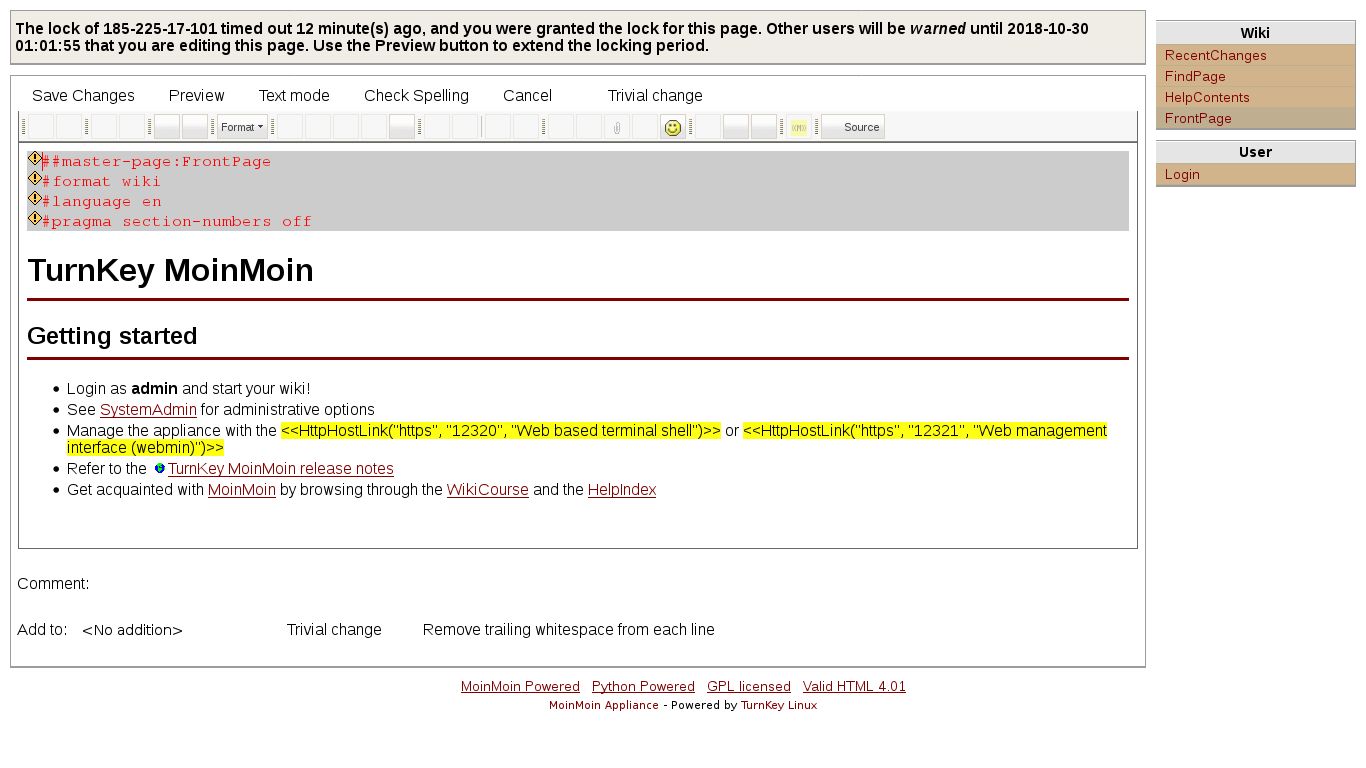 The lock of 185-225-17-101 timed out 12 minute(s) ago, and you were granted the lock for this page. Other users will be warned until 2018-10-30
01:01:55 that you are editing this page. Use the Preview button to extend the locking period.
Save Changes Preview Text mode Check Spelling Cancel Trivial change
Format Source
##master-page:FrontPage
#format wiki
#language en
#pragma section-numbers off
TurnKey MoinMoin
Getting started
Login as admin and start your wiki!
See SystemAdmin for administrative options
Manage the appliance with the <<HttpHostLink("https", "12320", "Web based terminal shell")>> or <<HttpHostLink("https", "12321", "Web management
interface (webmin)")>>
Refer to the TurnKey MoinMoin release notes
Get acquainted with MoinMoin by browsing through the WikiCourse and the HelpIndex
Comment:
Add to: <No addition> Trivial change Remove trailing whitespace from each line
MoinMoin Powered Python Powered GPL licensed Valid HTML 4.01
MoinMoin Appliance - Powered by TurnKey Linux
Wiki
RecentChanges
FindPage
HelpContents
FrontPage
User
Login